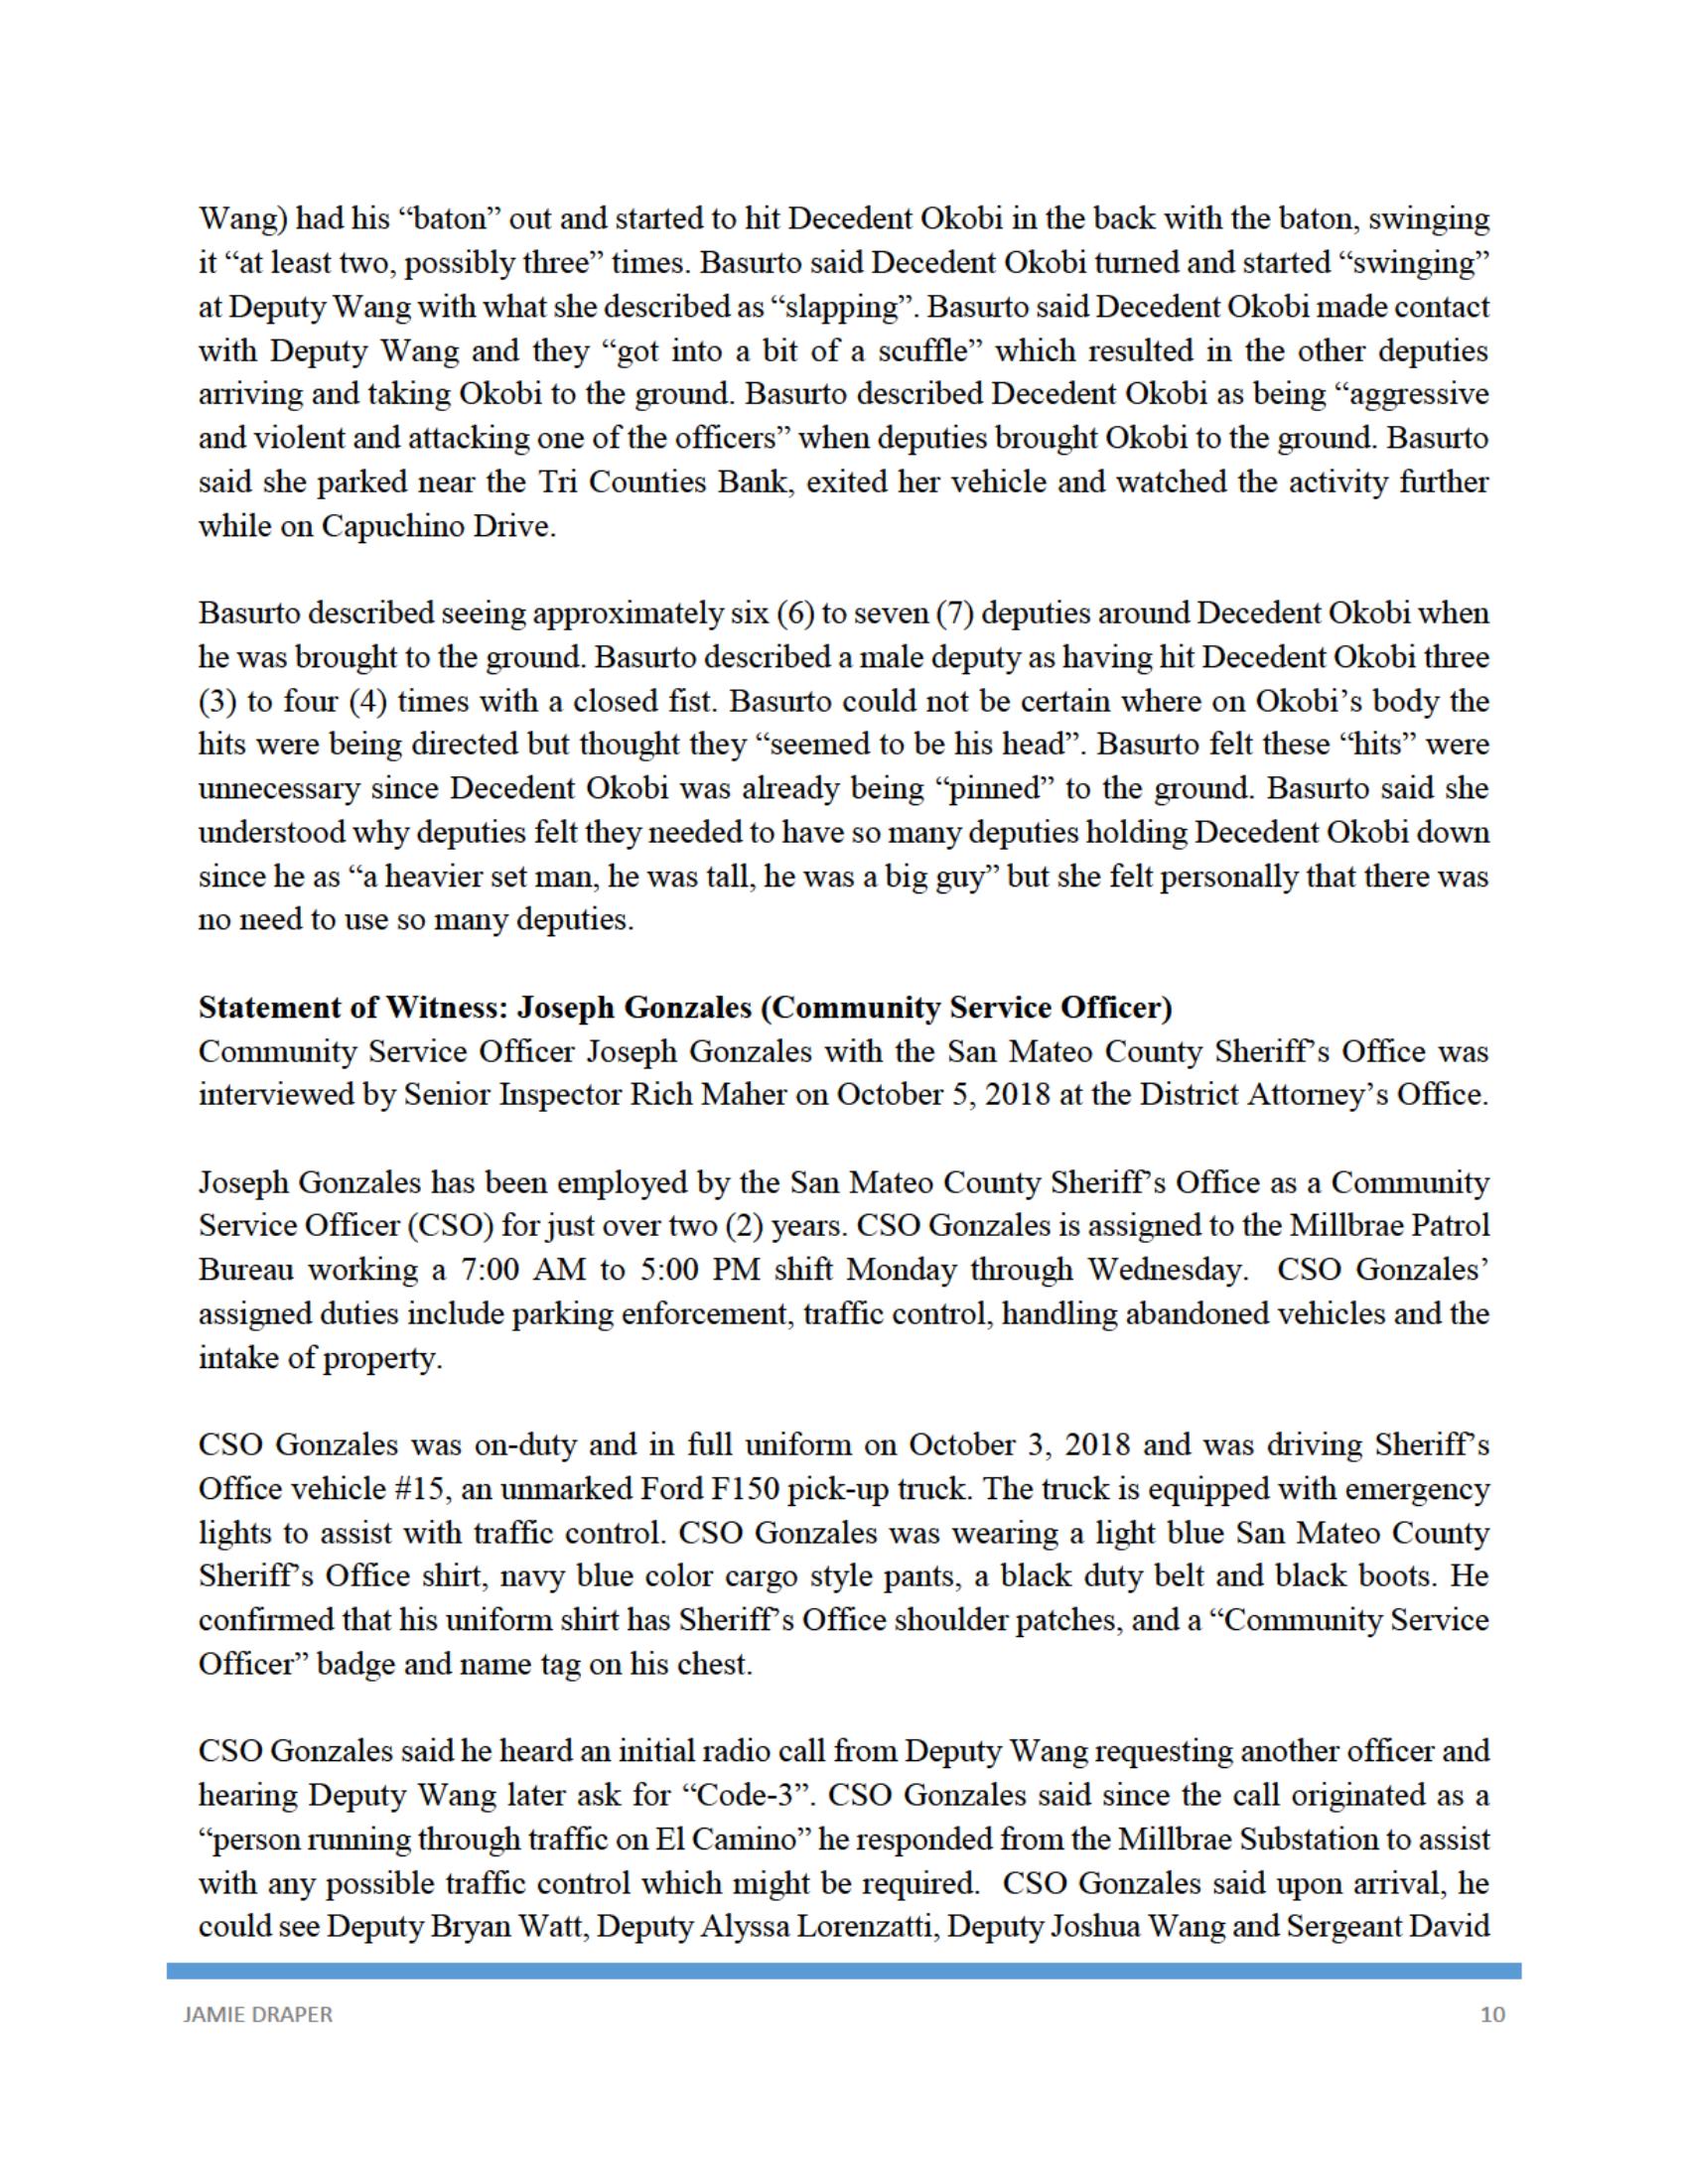 Wang) had his “baton” out and started to hit Decedent Okobi in the back with the baton, swinging
it “at least two, possibly three” times. Basurto said Decedent Okobi turned and started “swinging”
at Deputy Wang with what she described as “slapping”. Basurto said Decedent Okobi made contact
with Deputy Wang and they “got into a bit of a scuffle” which resulted in the other deputies
arriving and taking Okobi to the ground. Basurto described Decedent Okobi as being “aggressive
and violent and attacking one of the officers” when deputies brought Okobi to the ground. Basurto
said she parked near the Tri Counties Bank, exited her vehicle and watched the activity further
while on Capuchino Drive.
Basurto described seeing approximately six (6) to seven (7) deputies around Decedent Okobi when
he was brought to the ground. Basurto described a male deputy as having hit Decedent Okobi three
(3) to four (4) times with a closed fist. Basurto could not be certain where on Okobi’s body the
hits were being directed but thought they “seemed to be his head”. Basurto felt these “hits” were
unnecessary since Decedent Okobi was already being “pinned” to the ground. Basurto said she
understood why deputies felt they needed to have so many deputies holding Decedent Okobi down
since he as “a heavier set man, he was tall, he was a big guy” but she felt personally that there was
no need to use so many deputies.
Statement of Witness: Joseph Gonzales (Community Service Officer)
Community Service Officer Joseph Gonzales with the San Mateo County Sheriff’s Office was
interviewed by Senior Inspector Rich Maher on October 5, 2018 at the District Attorney’s Office.
Joseph Gonzales has been employed by the San Mateo County Sheriff’s Office as a Community
Service Officer (CSO) for just over two (2) years. CSO Gonzales is assigned to the Millbrae Patrol
Bureau working a 7:00 AM to 5:00 PM shift Monday through Wednesday. CSO Gonzales’
assigned duties include parking enforcement, traffic control, handling abandoned vehicles and the
intake of property.
CSO Gonzales was on-duty and in full uniform on October 3, 2018 and was driving Sheriff’s
Office vehicle #15, an unmarked Ford F150 pick-up truck. The truck is equipped with emergency
lights to assist with traffic control. CSO Gonzales was wearing a light blue San Mateo County
Sheriff’s Office shirt, navy blue color cargo style pants, a black duty belt and black boots. He
confirmed that his uniform shirt has Sheriff’s Office shoulder patches, and a “Community Service
Officer” badge and name tag on his chest.
CSO Gonzales said he heard an initial radio call from Deputy Wang requesting another officer and
hearing Deputy Wang later ask for “Code-3”. CSO Gonzales said since the call originated as a
“person running through traffic on El Camino” he responded from the Millbrae Substation to assist
with any possible traffic control which might be required. CSO Gonzales said upon arrival, he
could see Deputy Bryan Watt, Deputy Alyssa Lorenzatti, Deputy Joshua Wang and Sergeant David
JAMIE DRAPER 10